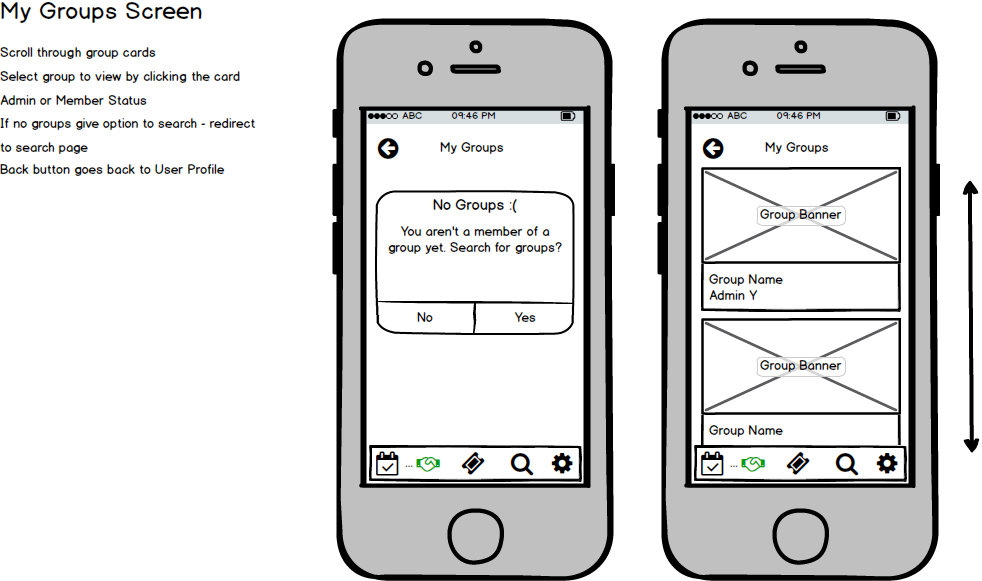 My Groups Screen
Scroll through group cards
Select group to view by clicking the card
Admin or Member Status
If no groups give option to search - redirect
to search page
Back button goes back to User Profile
ABC 09:46 PM
My Groups
No Groups :(
You aren't a member of a
group yet. Search for groups?
No Yes
...
ABC 09:46 PM
My Groups
Group Banner
Group Name
Admin Y
Group Banner
Group Name
...